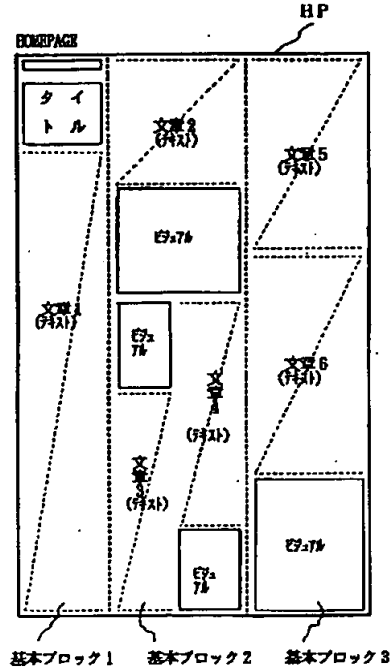 HP
HOMEPAGE
タイ
トル
文章1
(テキスト)
文章2
(テキスト)
ビジュアル
ビジュ
アル
文章3
(テキスト)
文章4
(テキスト)
ビジュ
アル
文章5
(テキスト)
文章6
(テキスト)
ビジュアル
基本ブロック1
基本ブロック2
基本ブロック3